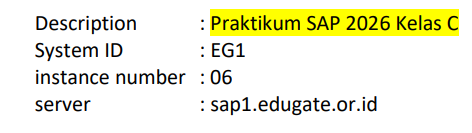 Description : Praktikum SAP 2026 Kelas C
System ID : EG1
instance number : 06
server : sap1.edugate.or.id